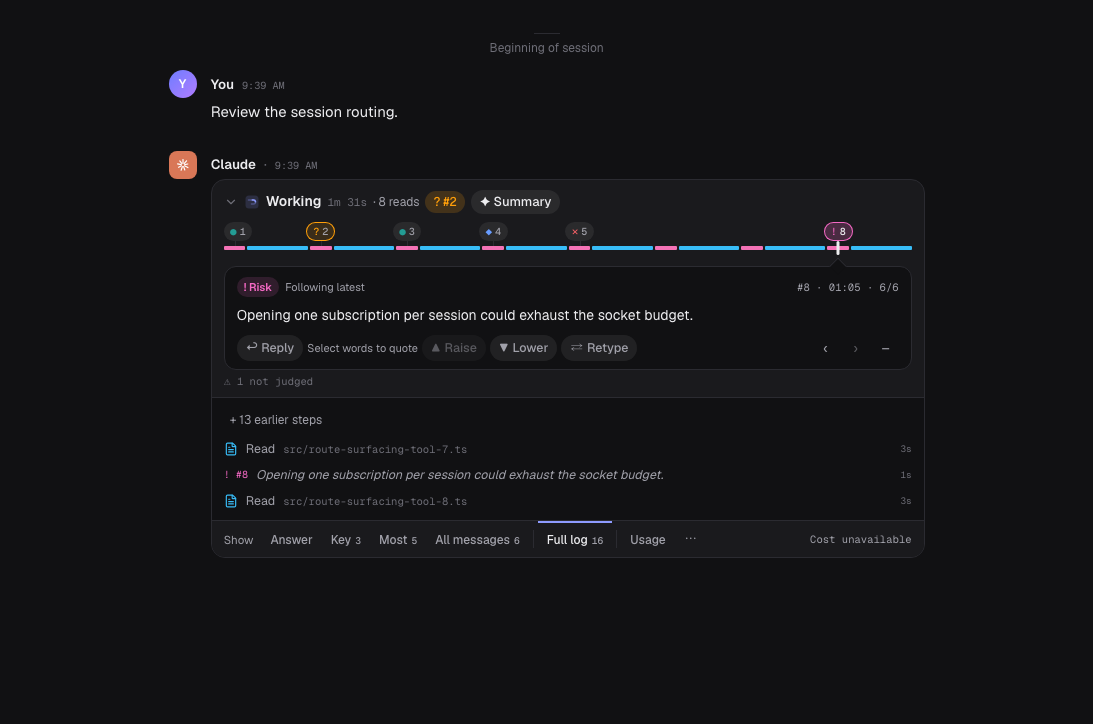 Beginning of session
Y
You 9:39 AM
Review the session routing.
Claude · 9:39 AM
Working 1m 31s · 8 reads ? #2 ✦ Summary
● 1 ? 2 ● 3 ◆ 4 × 5 ! 8
! Risk Following latest #8 · 01:05 · 6/6
Opening one subscription per session could exhaust the socket budget.
↩ Reply Select words to quote ▲ Raise ▼ Lower ⇄ Retype ‹ › –
⚠ 1 not judged
+ 13 earlier steps
Read src/route-surfacing-tool-7.ts 3s
! #8 Opening one subscription per session could exhaust the socket budget. 1s
Read src/route-surfacing-tool-8.ts 3s
Show Answer Key 3 Most 5 All messages 6 Full log 16 Usage ··· Cost unavailable